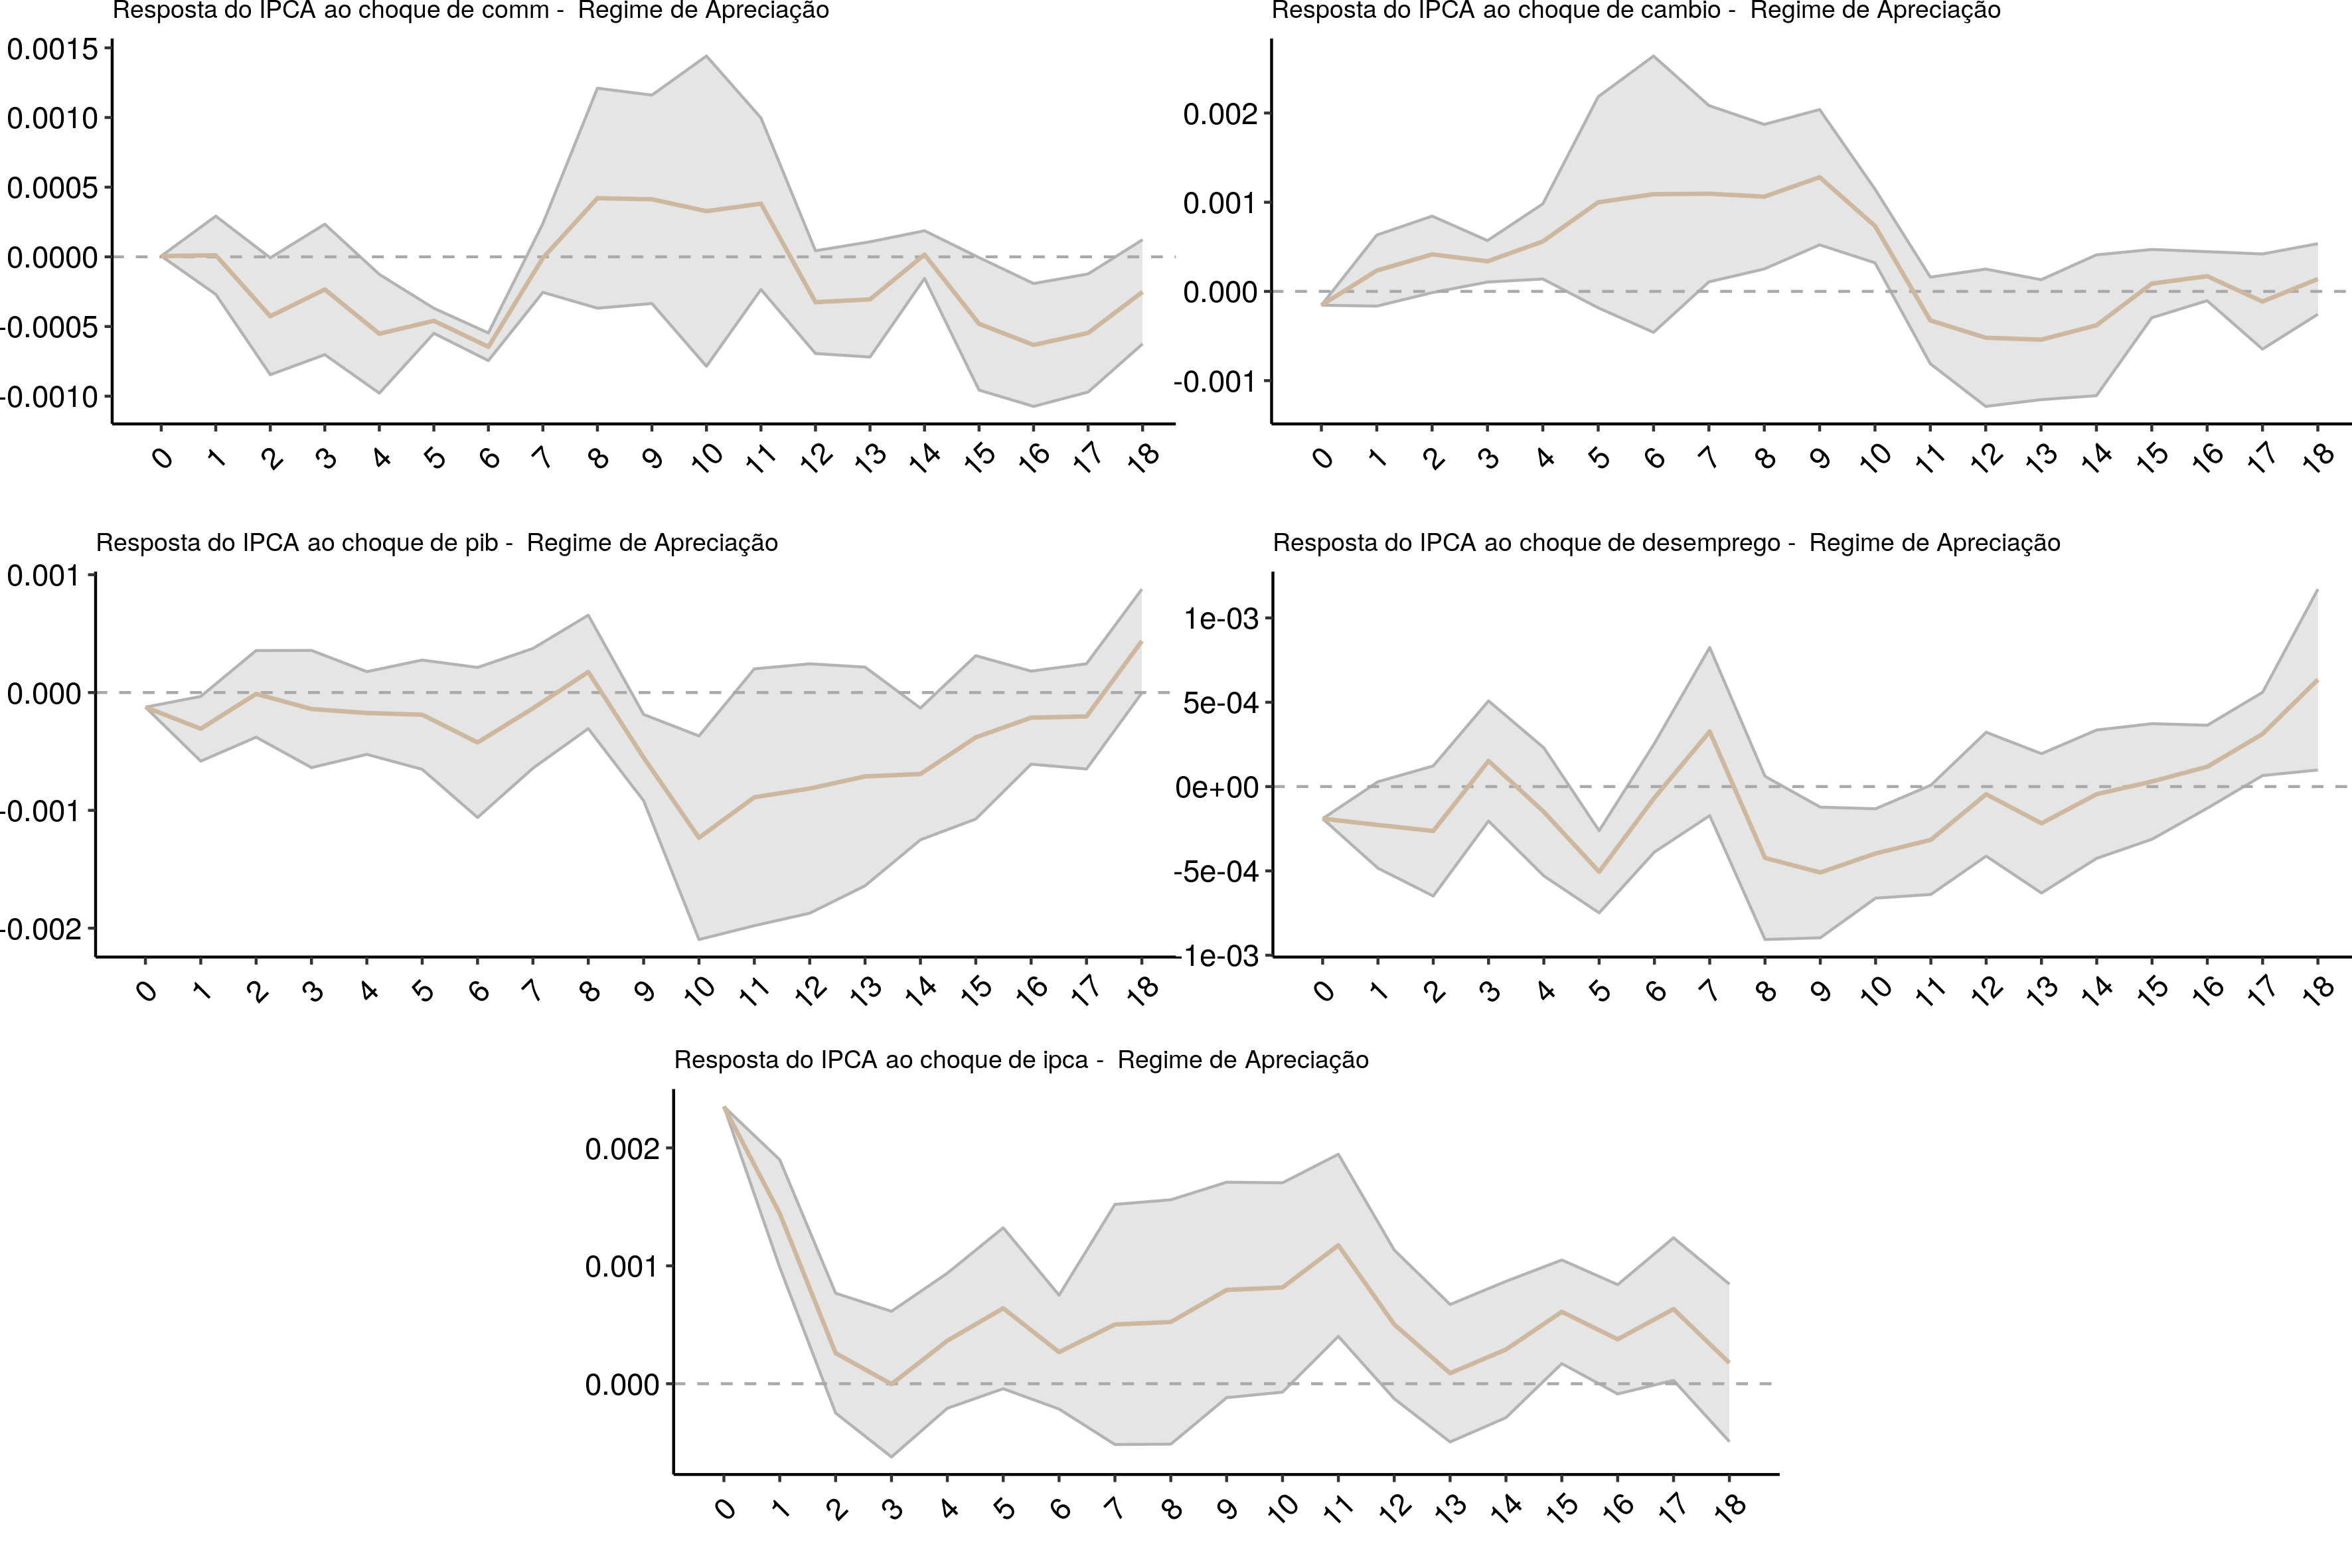 Resposta do IPCA ao choque de comm - Regime de Apreciação
0.0015
0.0010
0.0005
0.0000
-0.0005
-0.0010
0 1 2 3 4 5 6 7 8 9 10 11 12 13 14 15 16 17 18
Resposta do IPCA ao choque de cambio - Regime de Apreciação
0.002
0.001
0.000
-0.001
0 1 2 3 4 5 6 7 8 9 10 11 12 13 14 15 16 17 18
Resposta do IPCA ao choque de pib - Regime de Apreciação
0.001
0.000
-0.001
-0.002
0 1 2 3 4 5 6 7 8 9 10 11 12 13 14 15 16 17 18
Resposta do IPCA ao choque de desemprego - Regime de Apreciação
1e-03
5e-04
0e+00
-5e-04
-1e-03
0 1 2 3 4 5 6 7 8 9 10 11 12 13 14 15 16 17 18
Resposta do IPCA ao choque de ipca - Regime de Apreciação
0.002
0.001
0.000
0 1 2 3 4 5 6 7 8 9 10 11 12 13 14 15 16 17 18